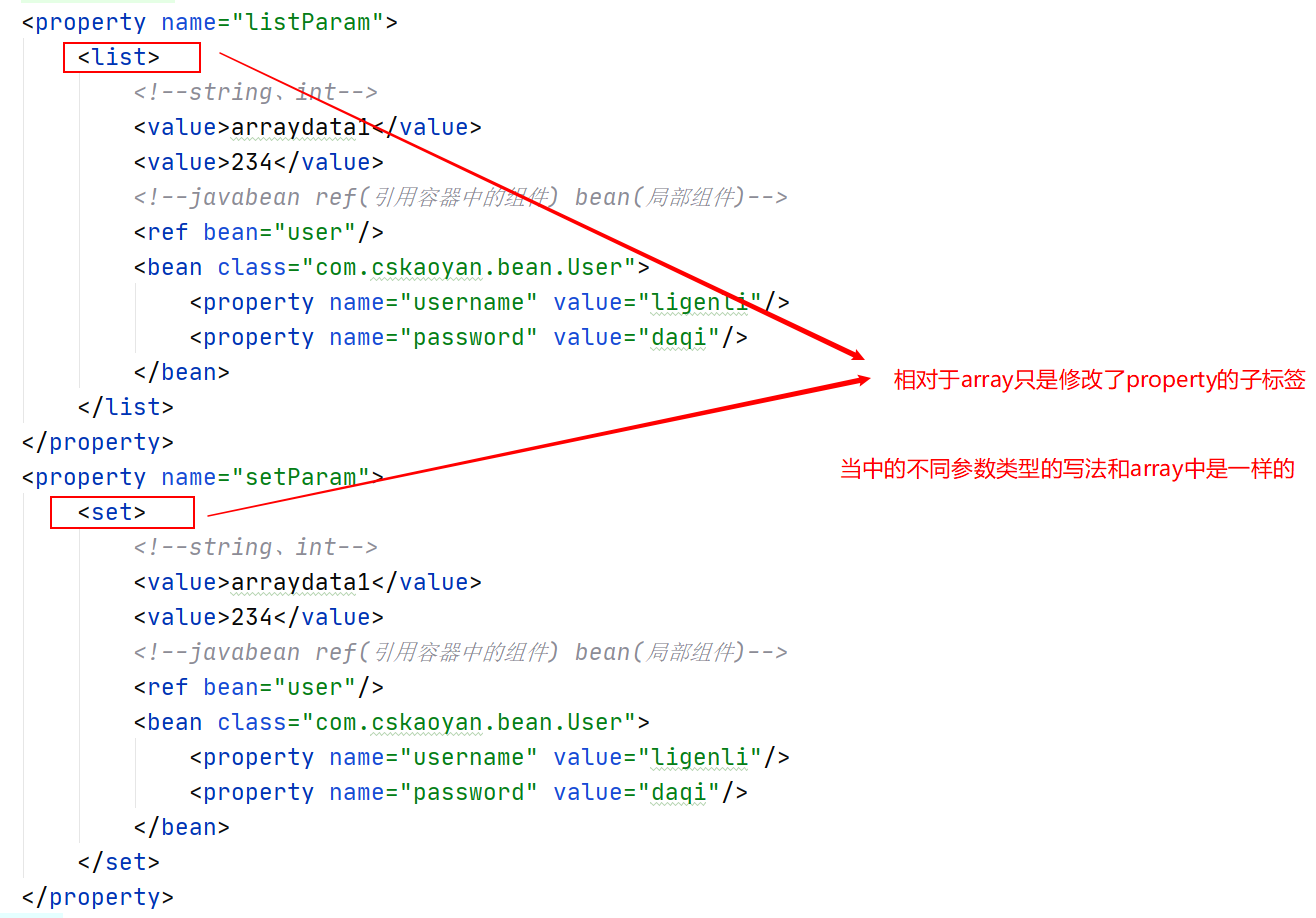 <property name="listParam">
<list>
<!--string、int-->
<value>arraydata1</value>
<value>234</value>
<!--javabean ref(引用容器中的组件) bean(局部组件)-->
<ref bean="user"/>
<bean class="com.cskaoyan.bean.User">
<property name="username" value="ligenli"/>
<property name="password" value="daqi"/>
</bean>
</list>
</property>
<property name="setParam">
<set>
<!--string、int-->
<value>arraydata1</value>
<value>234</value>
<!--javabean ref(引用容器中的组件) bean(局部组件)-->
<ref bean="user"/>
<bean class="com.cskaoyan.bean.User">
<property name="username" value="ligenli"/>
<property name="password" value="daqi"/>
</bean>
</set>
</property>
相对于array只是修改了property的子标签
当中的不同参数类型的写法和array中是一样的